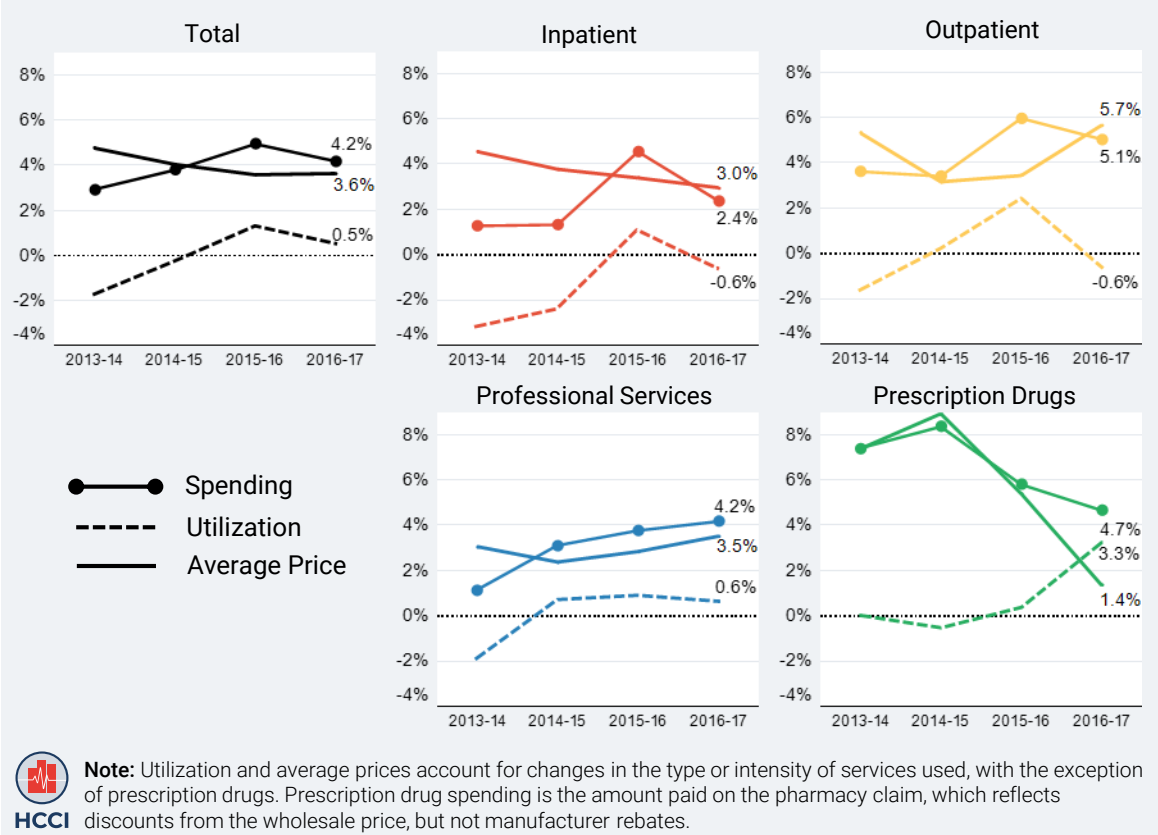 Total
8%
6%
4%
2%
0%
-2%
-4%
4.2%
3.6%
0.5%
2013-14 2014-15 2015-16 2016-17
Inpatient
8%
6%
4%
2%
0%
-2%
-4%
3.0%
2.4%
-0.6%
2013-14 2014-15 2015-16 2016-17
Outpatient
8%
6%
4%
2%
0%
-2%
-4%
5.7%
5.1%
-0.6%
2013-14 2014-15 2015-16 2016-17
Spending
Utilization
Average Price
Professional Services
8%
6%
4%
2%
0%
-2%
-4%
4.2%
3.5%
0.6%
2013-14 2014-15 2015-16 2016-17
Prescription Drugs
8%
6%
4%
2%
0%
-2%
-4%
4.7%
3.3%
1.4%
2013-14 2014-15 2015-16 2016-17
HCCI
Note: Utilization and average prices account for changes in the type or intensity of services used, with the exception
of prescription drugs. Prescription drug spending is the amount paid on the pharmacy claim, which reflects
discounts from the wholesale price, but not manufacturer rebates.